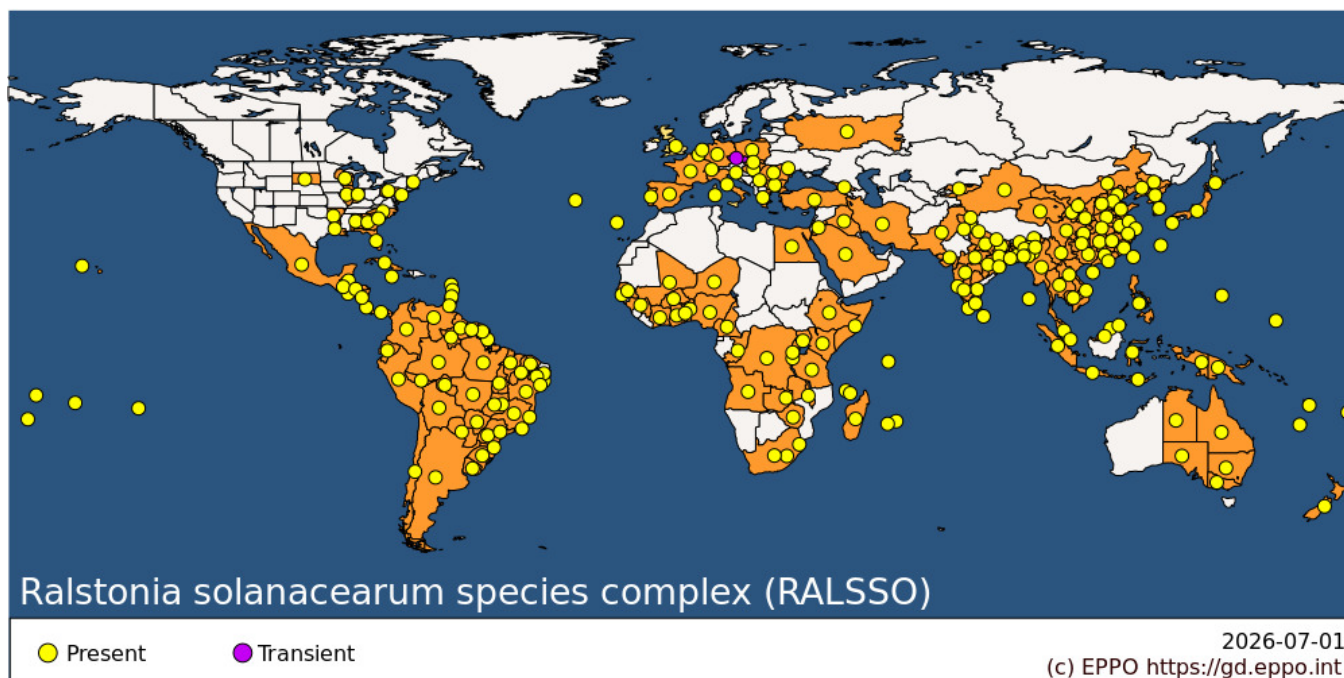 Ralstonia solanacearum species complex (RALSSO)
Present
Transient
2026-07-01
(c) EPPO https://gd.eppo.int